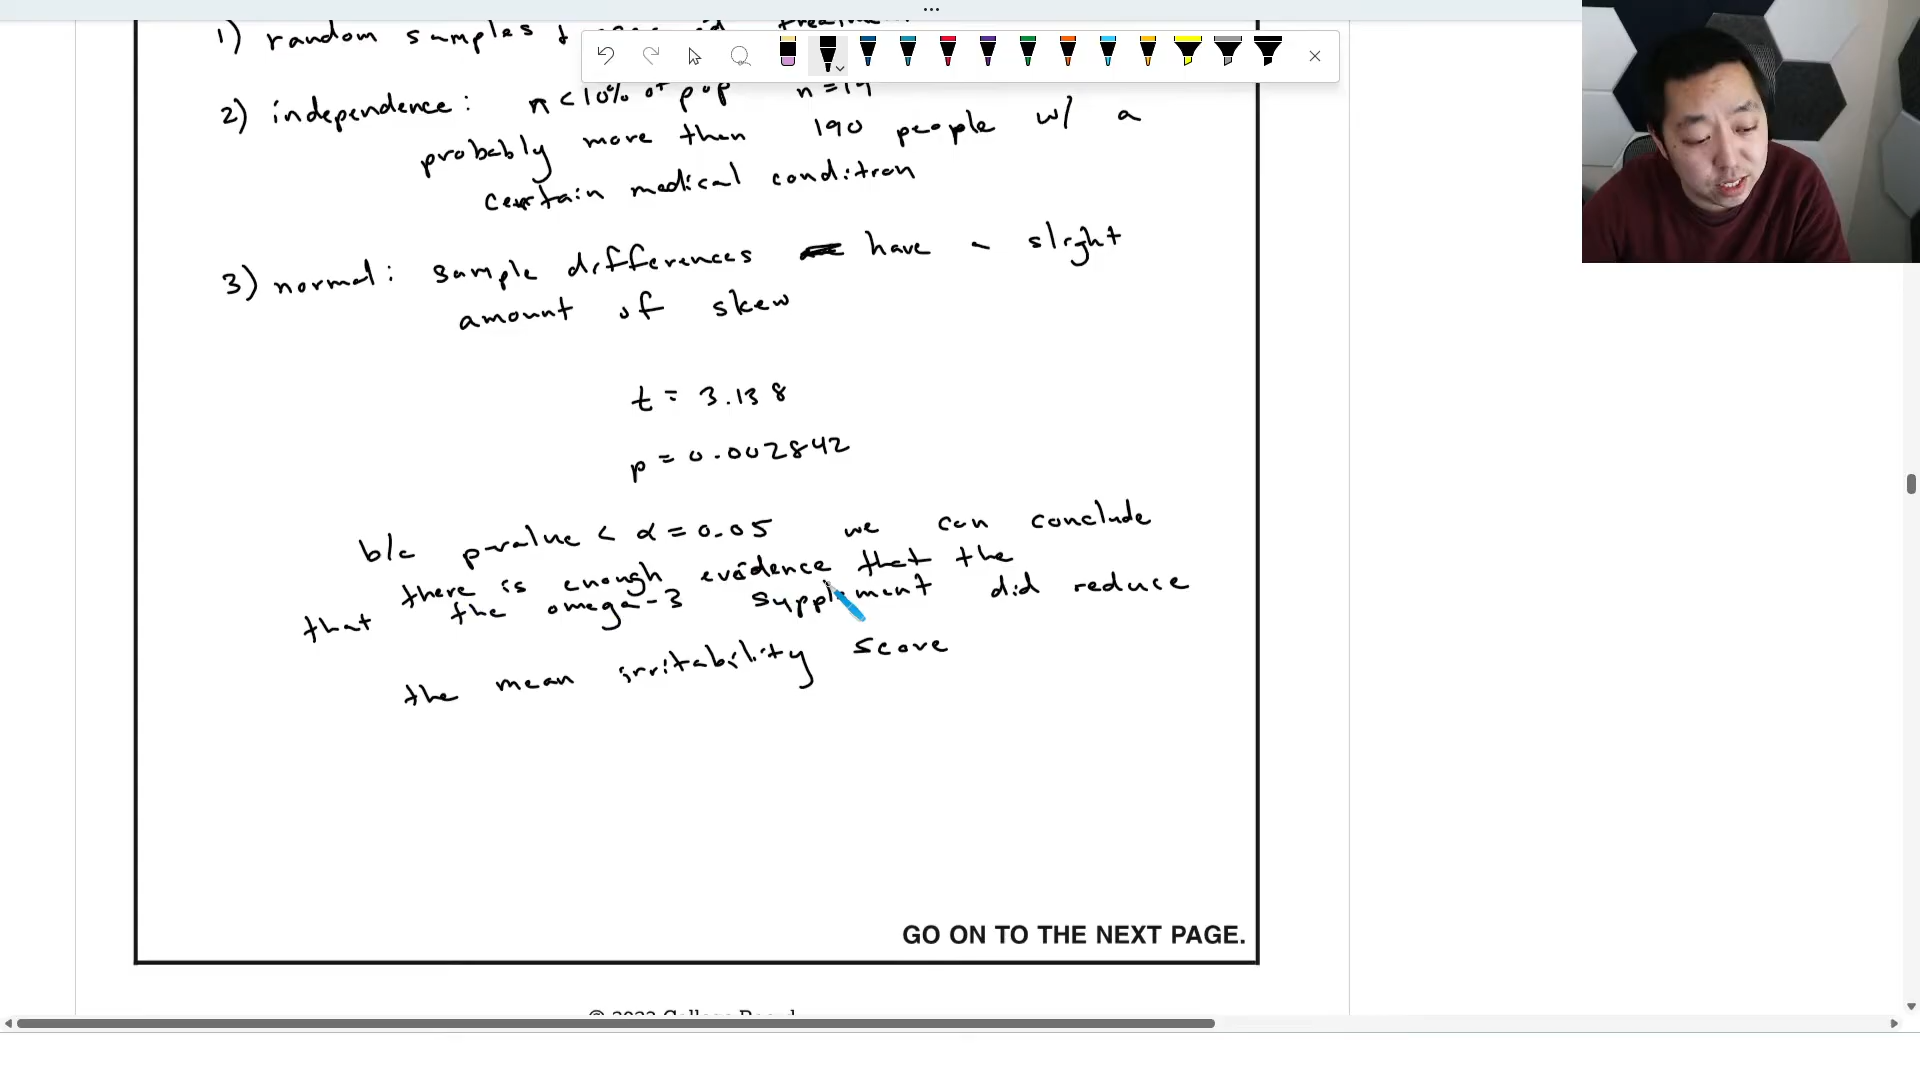 1) random samples
2) independence: n < 10% of pop n = 19
probably more then 190 people w/ a
certain medical condition
3) normal: sample differences have a slight
amount of skew
t = 3.138
p = 0.002842
b/c p-value < α = 0.05 we can conclude
there is enough evidence that the
that the omega-3 supplement did reduce
the mean irritability score
GO ON TO THE NEXT PAGE.